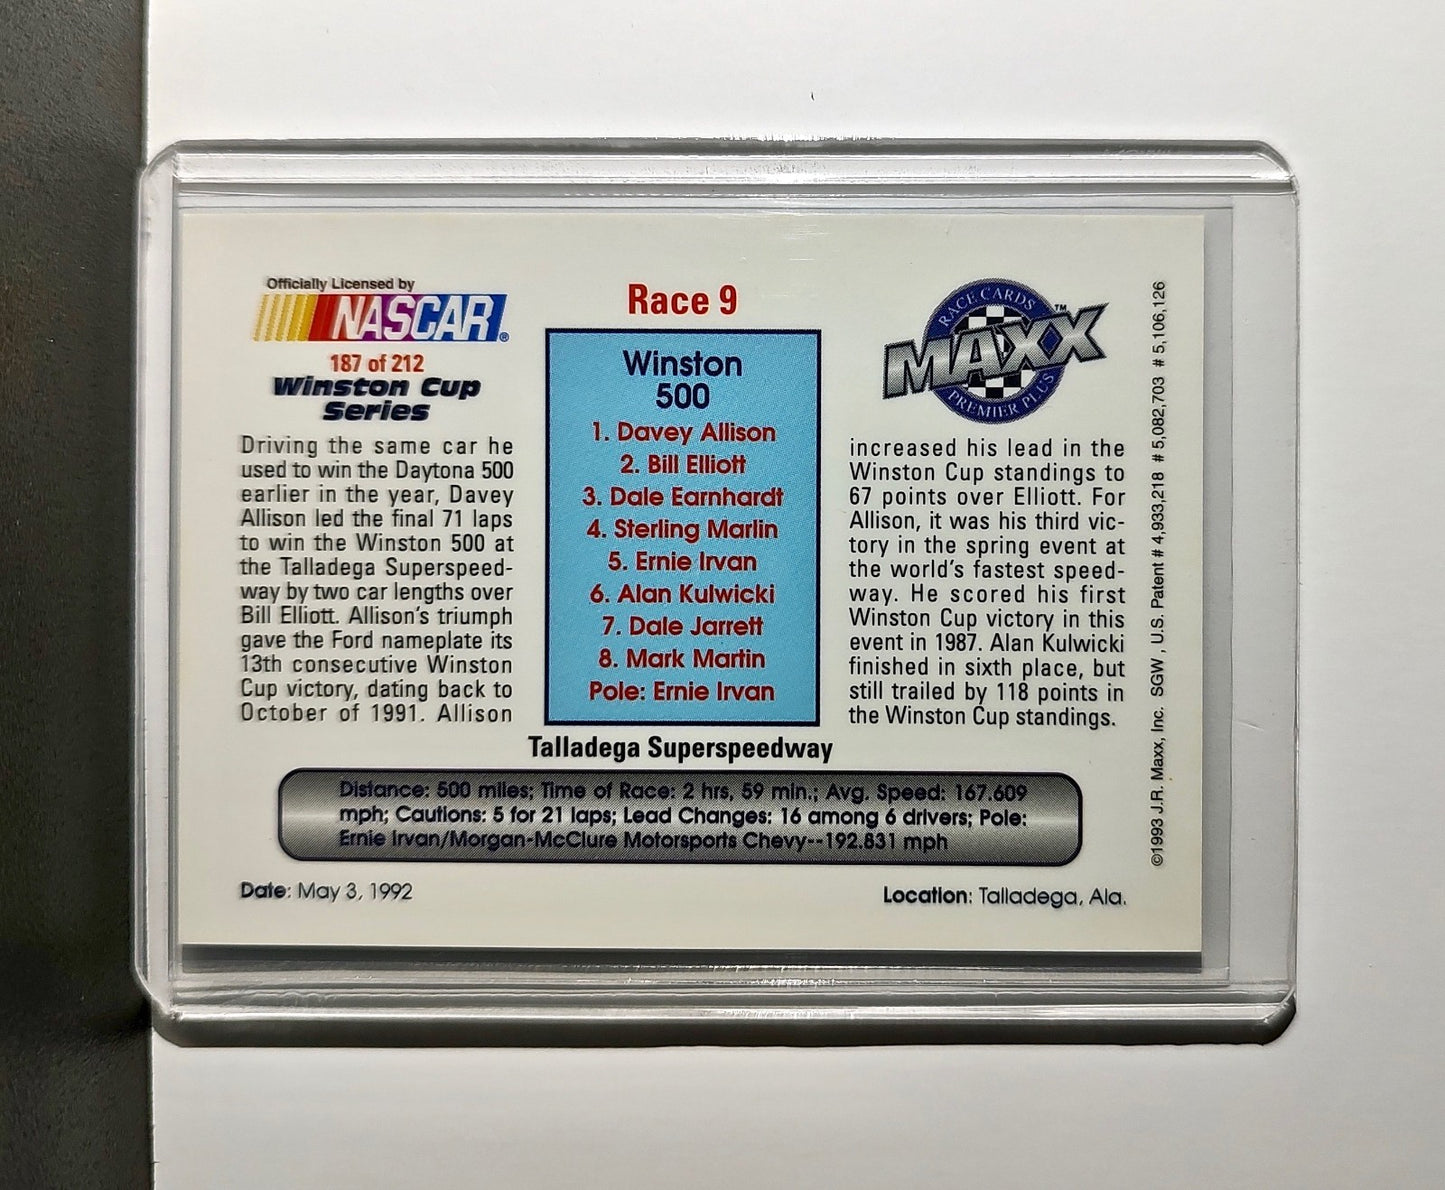 Officially Licensed by
NASCAR®
187 of 212
Winston Cup
Series
Driving the same car he
used to win the Daytona 500
earlier in the year, Davey
Allison led the final 71 laps
to win the Winston 500 at
the Talladega Superspeed-
way by two car lengths over
Bill Elliott. Allison's triumph
gave the Ford nameplate its
13th consecutive Winston
Cup victory, dating back to
October of 1991. Allison
Race 9
Winston
500
1. Davey Allison
2. Bill Elliott
3. Dale Earnhardt
4. Sterling Marlin
5. Ernie Irvan
6. Alan Kulwicki
7. Dale Jarrett
8. Mark Martin
Pole: Ernie Irvan
RACE CARDS
MAXX™
PREMIER PLUS
increased his lead in the
Winston Cup standings to
67 points over Elliott. For
Allison, it was his third vic-
tory in the spring event at
the world's fastest speed-
way. He scored his first
Winston Cup victory in this
event in 1987. Alan Kulwicki
finished in sixth place, but
still trailed by 118 points in
the Winston Cup standings.
Talladega Superspeedway
Distance: 500 miles; Time of Race: 2 hrs, 59 min.; Avg. Speed: 167.609
mph; Cautions: 5 for 21 laps; Lead Changes: 16 among 6 drivers; Pole:
Ernie Irvan/Morgan-McClure Motorsports Chevy--192.831 mph
Date: May 3, 1992
Location: Talladega, Ala.
©1993 J.R. Maxx, Inc. SGW, U.S. Patent # 4,933,218 # 5,082,703 # 5,106,126